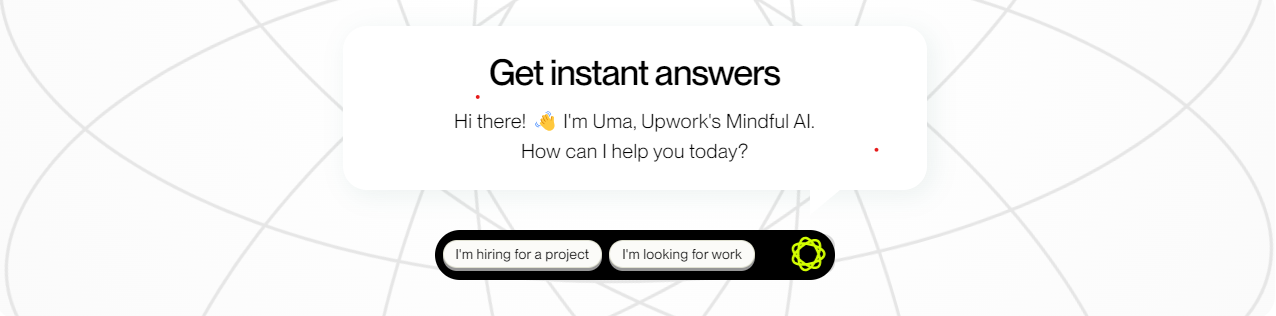 Get instant answers
Hi there! 👋 I'm Uma, Upwork's Mindful AI.
How can I help you today?
I'm hiring for a project
I'm looking for work